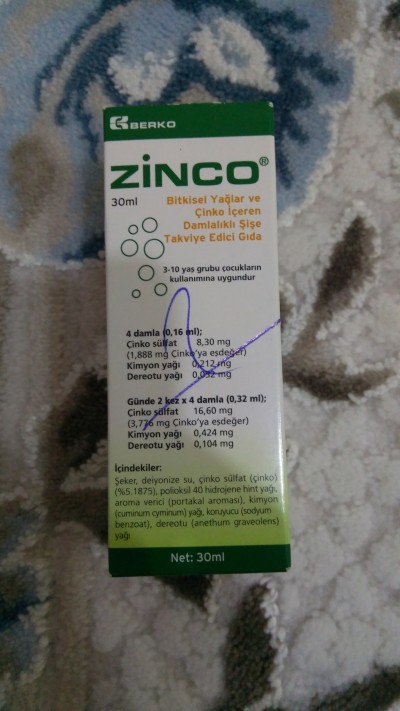 BERKO
ZİNCO®
30ml
Bitkisel Yağlar ve
Çinko İçeren
Damlalıklı Şişe
Takviye Edici Gıda
3-10 yaş grubu çocukların
kullanımına uygundur
4 damla (0,16 ml);
Çinko sülfat 8,30 mg
(1,888 mg Çinko'ya eşdeğer)
Kimyon yağı 0,212 mg
Dereotu yağı 0,052 mg
Günde 2 kez x 4 damla (0,32 ml);
Çinko sülfat 16,60 mg
(3,776 mg Çinko'ya eşdeğer)
Kimyon yağı 0,424 mg
Dereotu yağı 0,104 mg
İçindekiler:
Şeker, deiyonize su, çinko sülfat (çinko)
(%5.1875), polioksil 40 hidrojene hint yağı,
aroma verici (portakal aroması), kimyon
(cuminum cyminum) yağı, koruyucu (sodyum
benzoat), dereotu (anethum graveolens)
yağı
Net: 30ml